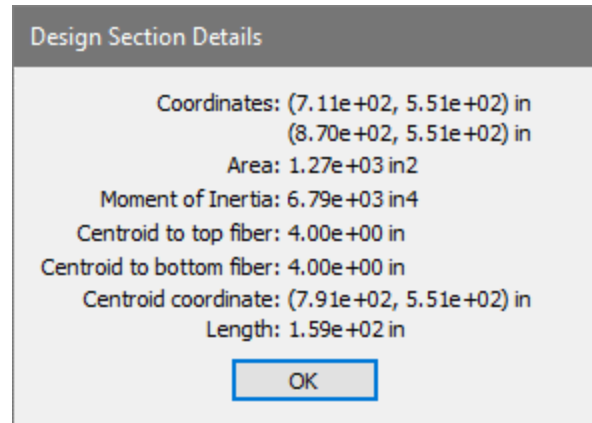 Design Section Details
Coordinates: (7.11e+02, 5.51e+02) in
(8.70e+02, 5.51e+02) in
Area: 1.27e+03 in2
Moment of Inertia: 6.79e+03 in4
Centroid to top fiber: 4.00e+00 in
Centroid to bottom fiber: 4.00e+00 in
Centroid coordinate: (7.91e+02, 5.51e+02) in
Length: 1.59e+02 in
OK